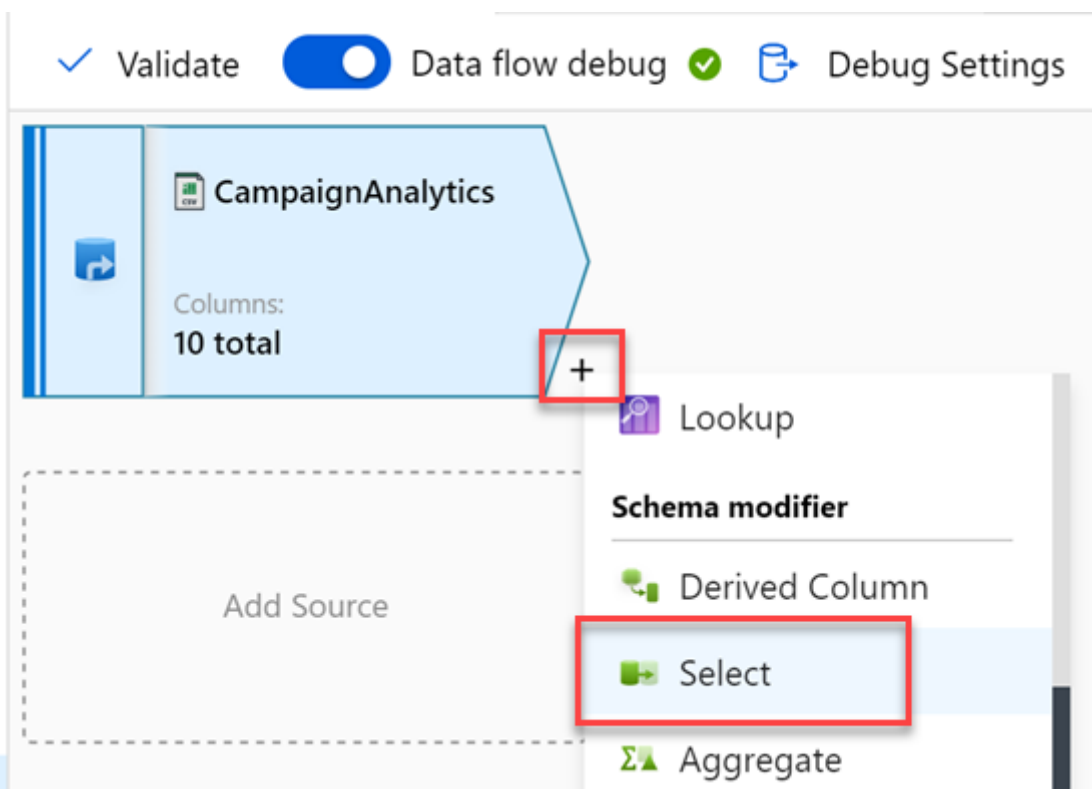 Validate Data flow debug Debug Settings
CampaignAnalytics
Columns:
10 total
+
Lookup
Schema modifier
Derived Column
Add Source
Select
Aggregate